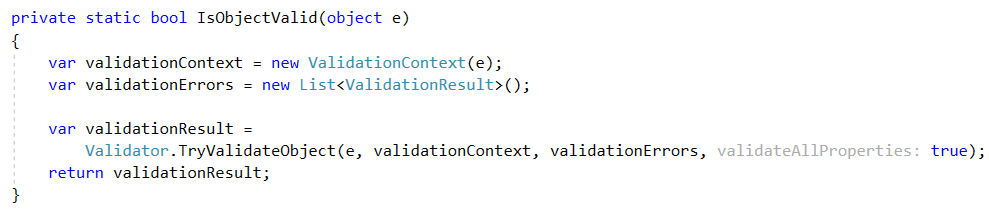 private static bool IsObjectValid(object e)
{
    var validationContext = new ValidationContext(e);
    var validationErrors = new List<ValidationResult>();

    var validationResult =
        Validator.TryValidateObject(e, validationContext, validationErrors, validateAllProperties: true);
    return validationResult;
}